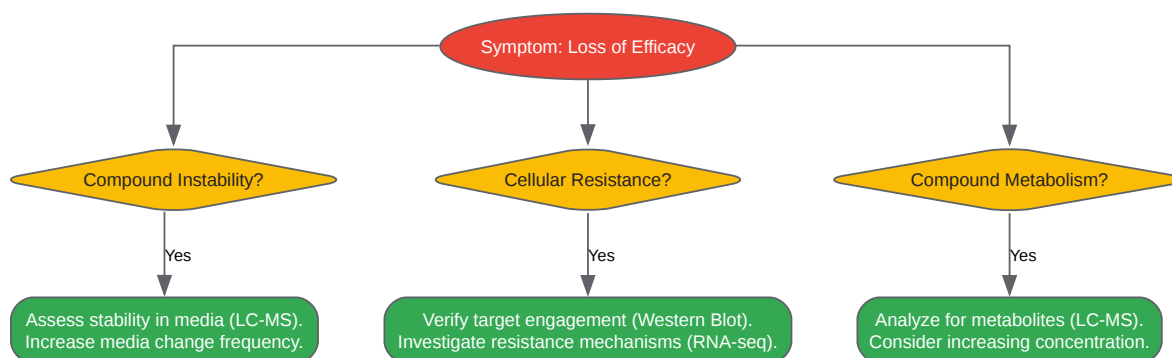 Symptom: Loss of Efficacy
Compound Instability?
Cellular Resistance?
Compound Metabolism?
Yes
Yes
Yes
Assess stability in media (LC-MS).
Increase media change frequency.
Verify target engagement (Western Blot).
Investigate resistance mechanisms (RNA-seq).
Analyze for metabolites (LC-MS).
Consider increasing concentration.